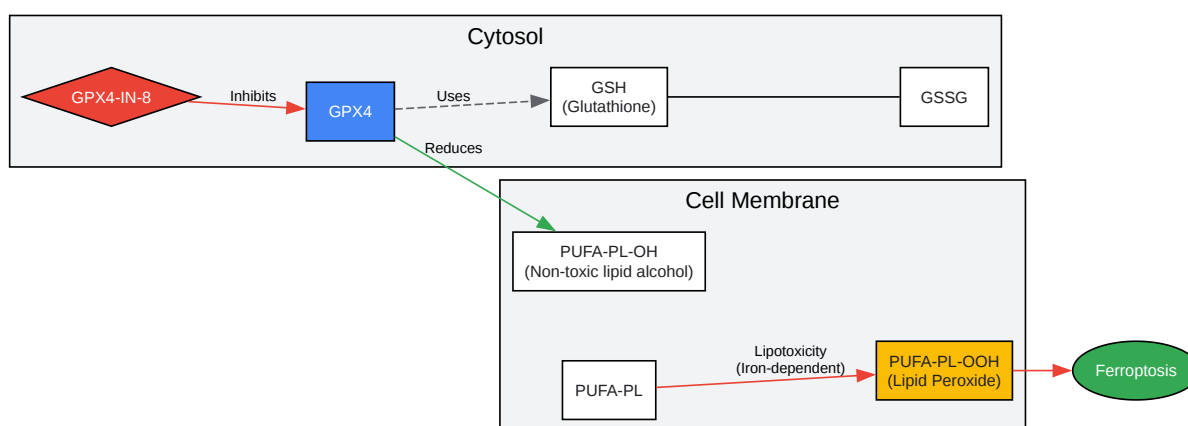 Cytosol
GPX4-IN-8
Inhibits
GPX4
Uses
GSH
(Glutathione)
GSSG
Reduces
Cell Membrane
PUFA-PL-OH
(Non-toxic lipid alcohol)
PUFA-PL
Lipotoxicity
(Iron-dependent)
PUFA-PL-OOH
(Lipid Peroxide)
Ferroptosis